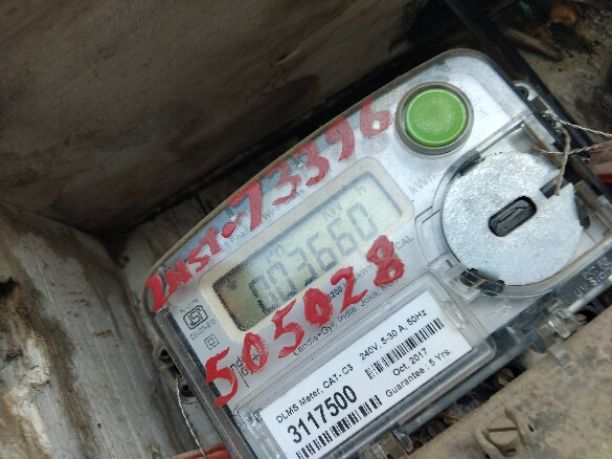 INST.73396
kWh
003660
505028
Landis+Gyr, India
DLMS Meter, CAT- C3 240V, 5-30 A, 50Hz
3117500
Oct, 2017
Guarantee : 5 Yrs.